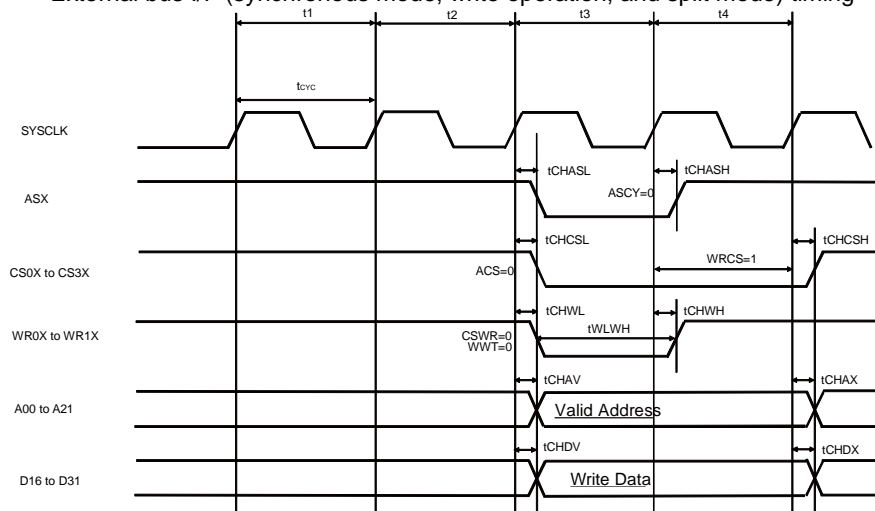 External bus I/F (synchronous mode, write operation, and split mode) timing
t1 t2 t3 t4
tCYC
SYSCLK
tCHASL tCHASH
ASX
ASCY=0
tCHCSL tCHCSH
CS0X to CS3X
ACS=0
WRCS=1
tCHWL tCHWH
WR0X to WR1X
CSWR=0
WWT=0
tWLWH
tCHAV tCHAX
A00 to A21
Valid Address
tCHDV tCHDX
D16 to D31
Write Data